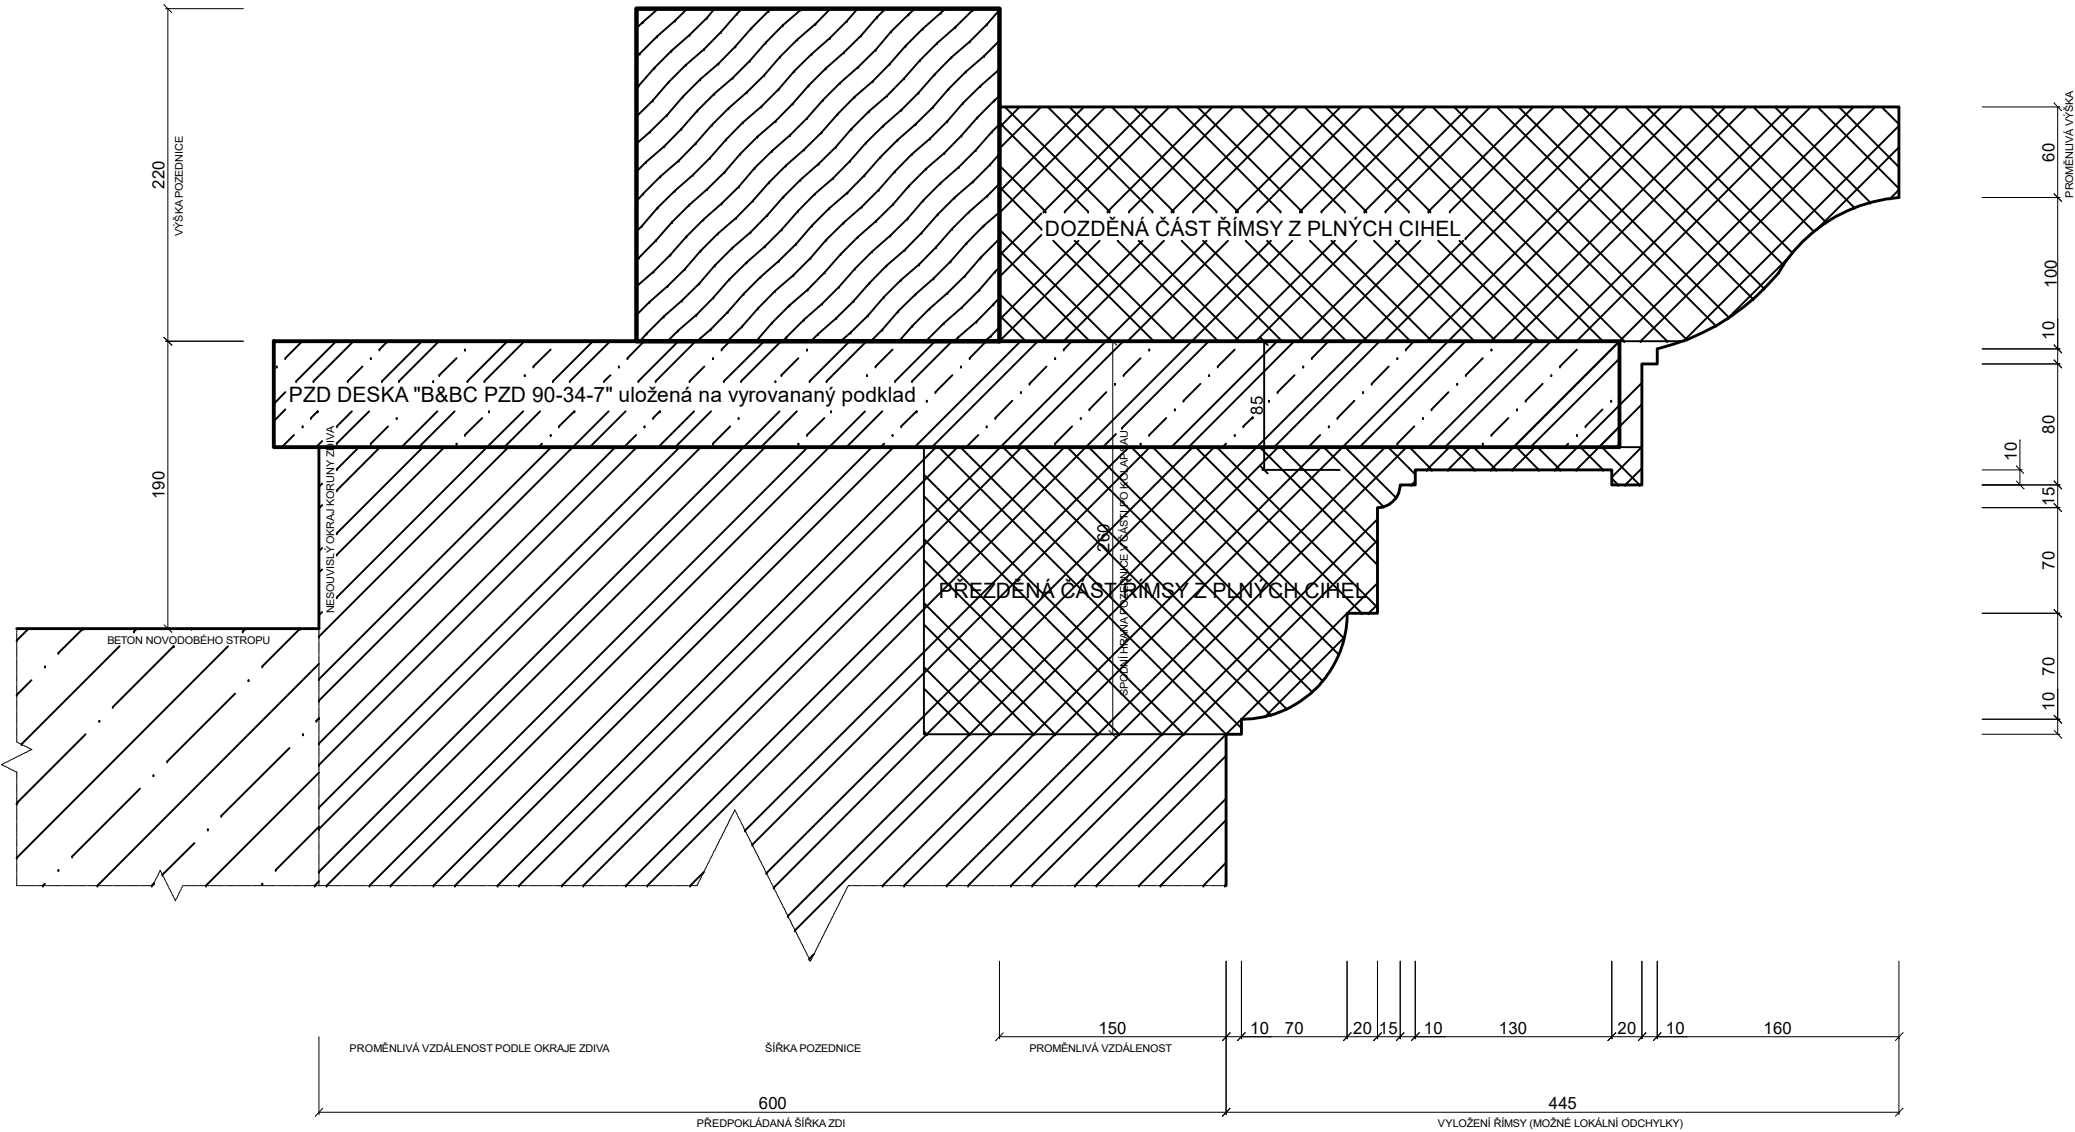 220
VÝŠKA POZEDNICE
190
DOZDĚNÁ ČÁST ŘÍMSY Z PLNÝCH CIHEL
PZD DESKA "B&BC PZD 90-34-7" uložená na vyrovananý podklad
NESOUVISLÝ OKRAJ KORUNY ZDIVA
85
260
SPODNÍ HRANA POZEDNICE V ČÁSTI PO KOLAPSAU
PŘEZDĚNÁ ČÁST ŘÍMSY Z PLNÝCH CIHEL
BETON NOVODOBÉHO STROPU
60
PROMĚNLIVÁ VÝŠKA
100
10
80
10
15
70
70
10
150
10
70
20
15
10
130
20
10
160
PROMĚNLIVÁ VZDÁLENOST PODLE OKRAJE ZDIVA
ŠÍŘKA POZEDNICE
PROMĚNLIVÁ VZDÁLENOST
600
PŘEDPOKLÁDANÁ ŠÍŘKA ZDI
445
VYLOŽENÍ ŘÍMSY (MOŽNÉ LOKÁLNÍ ODCHYLKY)